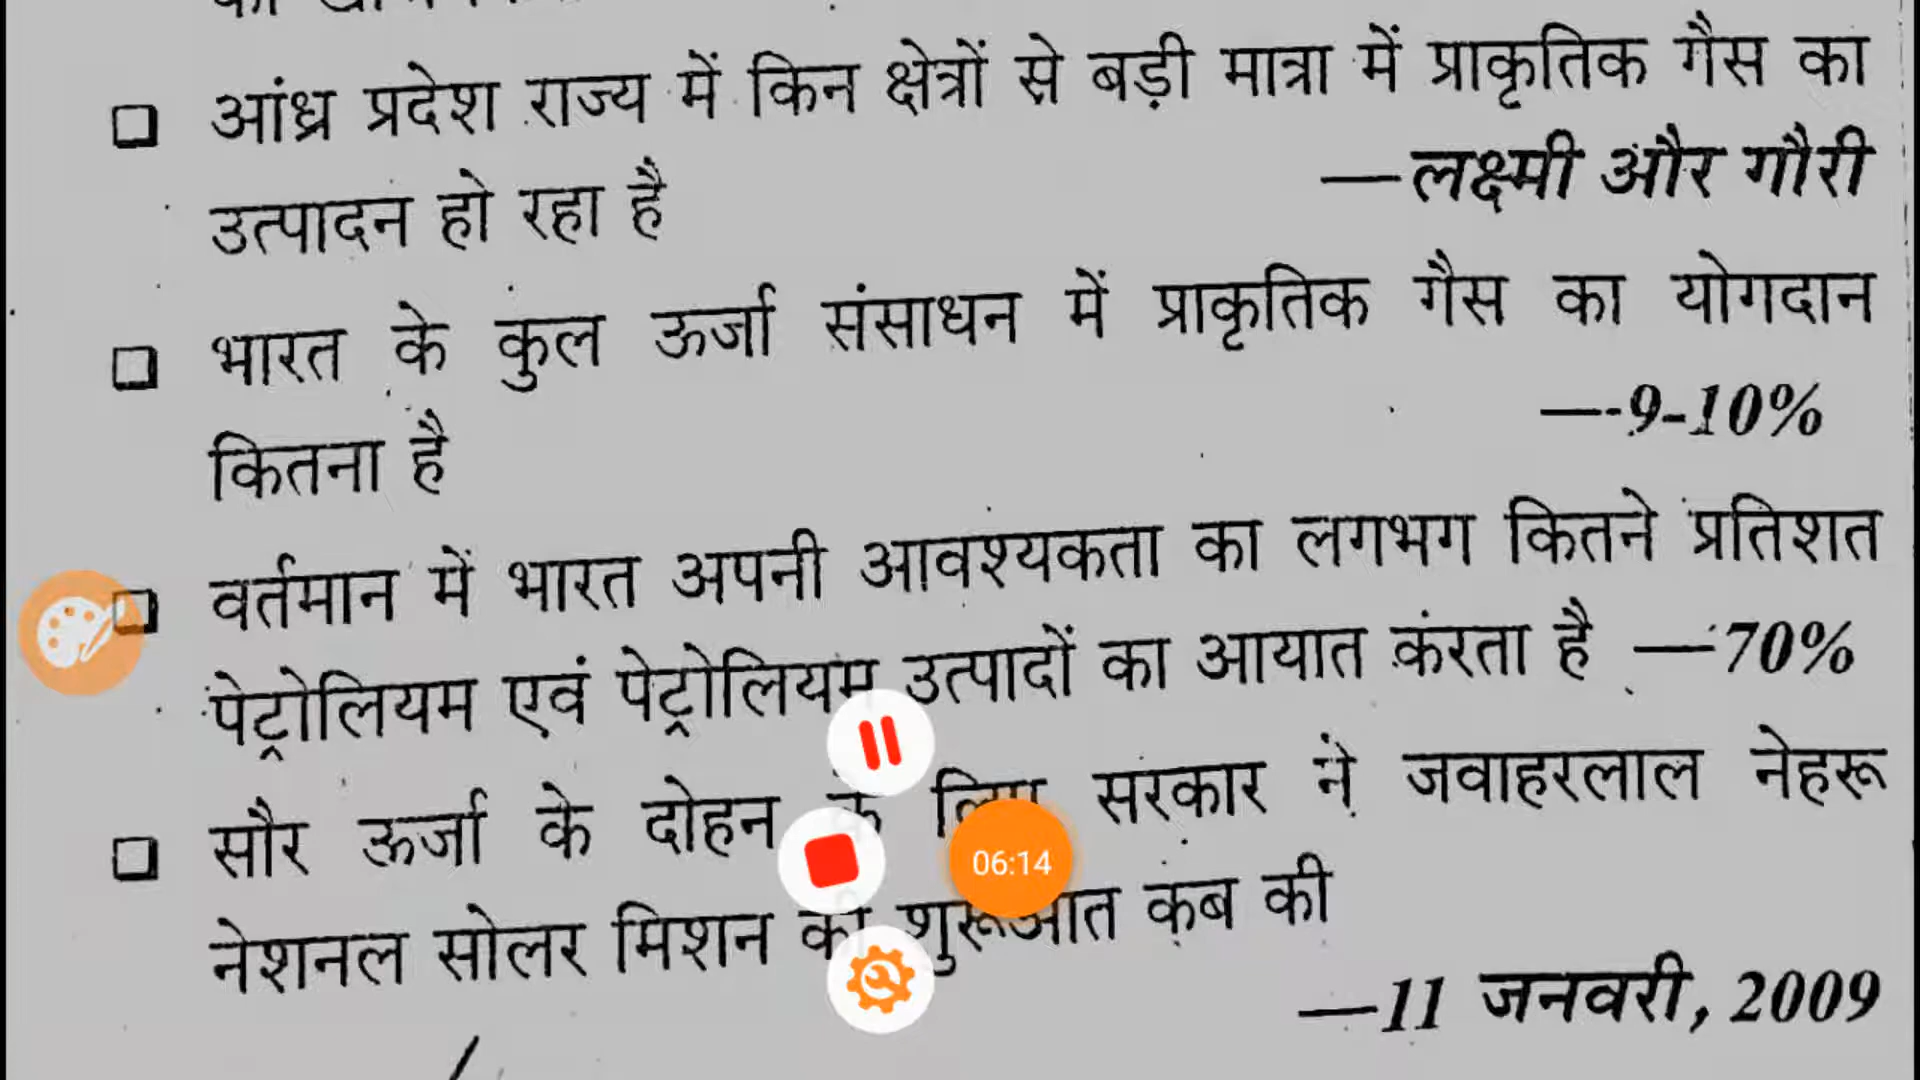 आंध्र प्रदेश राज्य में किन क्षेत्रों से बड़ी मात्रा में प्राकृतिक गैस का
उत्पादन हो रहा है —लक्ष्मी और गौरी
भारत के कुल ऊर्जा संसाधन में प्राकृतिक गैस का योगदान
कितना है —9-10%
वर्तमान में भारत अपनी आवश्यकता का लगभग कितने प्रतिशत
पेट्रोलियम एवं पेट्रोलियम उत्पादों का आयात करता है —70%
सौर ऊर्जा के दोहन के लिए सरकार ने जवाहरलाल नेहरू
06:14
नेशनल सोलर मिशन की शुरूआत कब की
—11 जनवरी, 2009